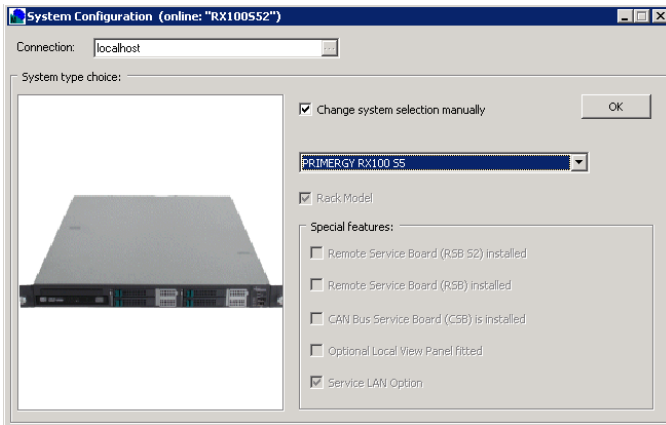 System Configuration (online: "RX100S52")
Connection: localhost ...
System type choice:
Change system selection manually
OK
PRIMERGY RX100 S5
Rack Model
Special features:
Remote Service Board (RSB S2) installed
Remote Service Board (RSB) installed
CAN Bus Service Board (CSB) is installed
Optional Local View Panel fitted
Service LAN Option